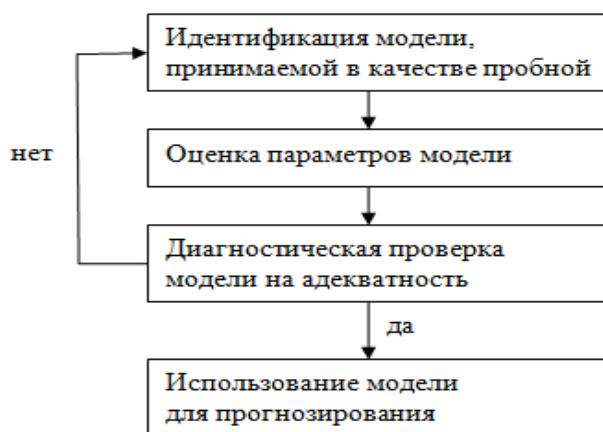 Идентификация модели,
принимаемой в качестве пробной
нет
Оценка параметров модели
Диагностическая проверка
модели на адекватность
да
Использование модели
для прогнозирования